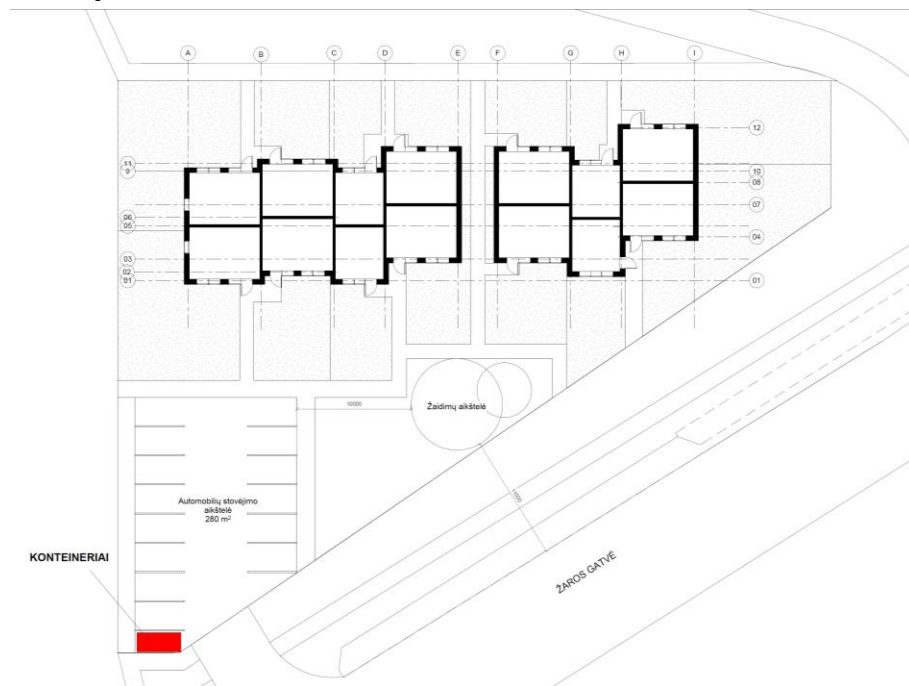 A
B
C
D
E
F
G
H
I
12
11
9
10
08
07
06
05
04
03
02
01
01
10000
Žaidimų aikštelė
Automobilių stovėjimo
aikštelė
280 m²
KONTEINERIAI
ŽAROS GATVĖ